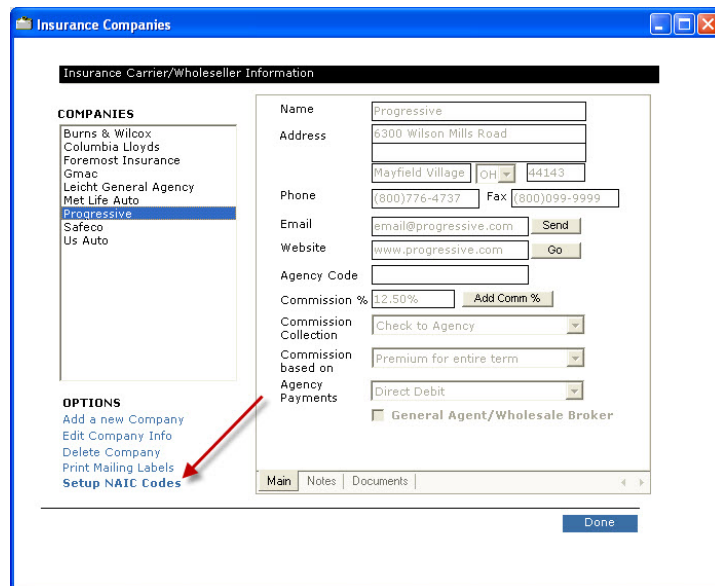 Insurance Companies
Insurance Carrier/Wholeseller Information
COMPANIES
Burns & Wilcox
Columbia Lloyds
Foremost Insurance
Gmac
Leicht General Agency
Met Life Auto
Progressive
Safeco
Us Auto
OPTIONS
Add a new Company
Edit Company Info
Delete Company
Print Mailing Labels
Setup NAIC Codes
Name Progressive
Address 6300 Wilson Mills Road
Mayfield Village OH 44143
Phone (800)776-4737 Fax (800)099-9999
Email email@progressive.com Send
Website www.progressive.com Go
Agency Code
Commission % 12.50% Add Comm %
Commission Collection Check to Agency
Commission based on Premium for entire term
Agency Payments Direct Debit
General Agent/Wholesale Broker
Main Notes Documents
Done